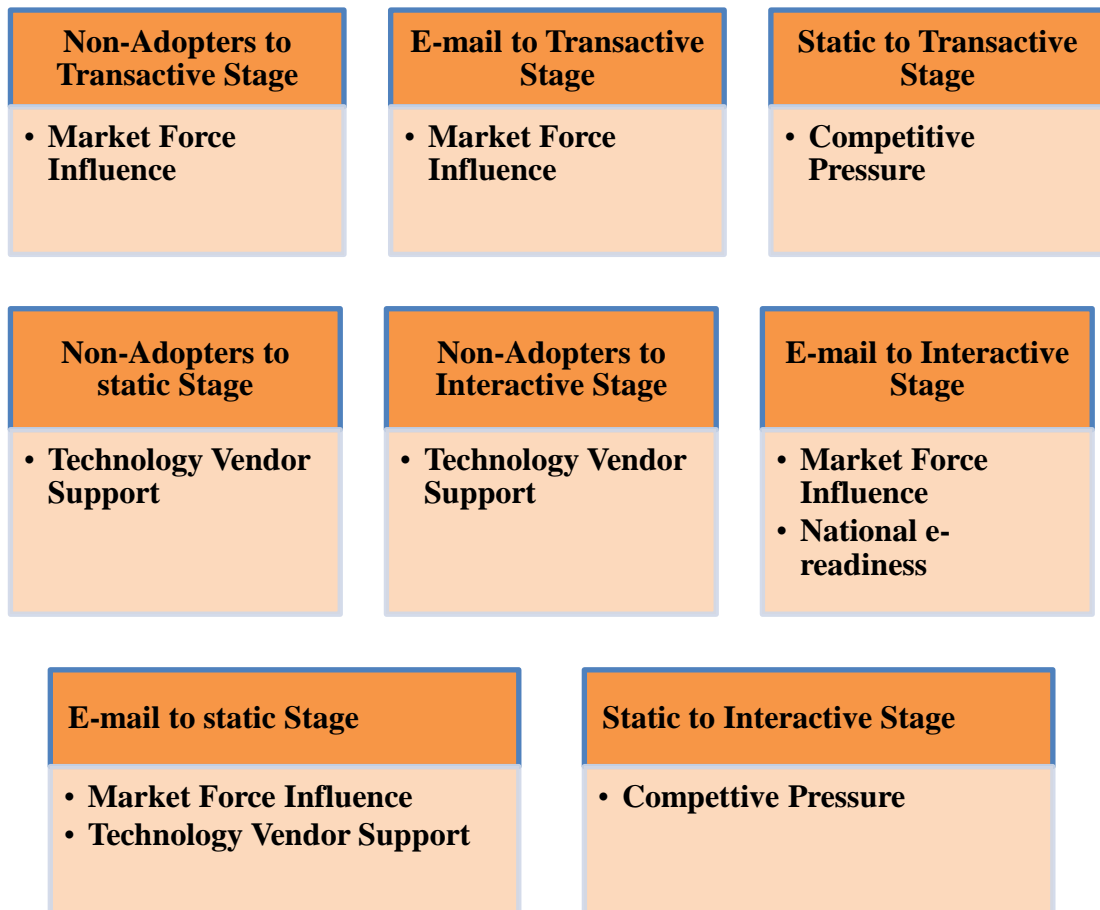 Non-Adopters to
Transactive Stage
• Market Force
Influence
E-mail to Transactive
Stage
• Market Force
Influence
Static to Transactive
Stage
• Competitive
Pressure
Non-Adopters to
static Stage
• Technology Vendor
Support
Non-Adopters to
Interactive Stage
• Technology Vendor
Support
E-mail to Interactive
Stage
• Market Force
Influence
• National e-
readiness
E-mail to static Stage
• Market Force Influence
• Technology Vendor Support
Static to Interactive Stage
• Compettive Pressure